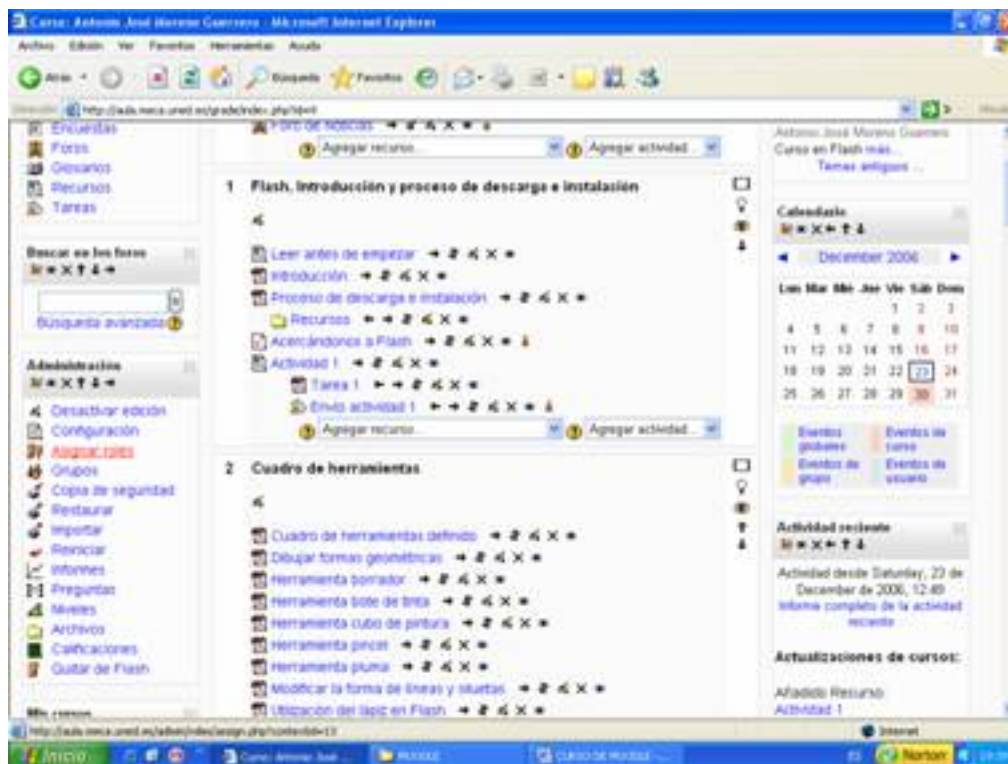 Curso: Antonio José Moreno Guerrero - Microsoft Internet Explorer
Archivo Edición Ver Favoritos Herramientas Ayuda
Atrás Búsqueda Favoritos
Encuestas
Foros
Glosarios
Recursos
Tareas
Buscar en los foros
Búsqueda avanzada
Administración
Desactivar edición
Configuración
Asignar roles
Grupos
Copia de seguridad
Restaurar
Importar
Reiniciar
Informes
Preguntas
Niveles
Archivos
Calificaciones
Quitar de Flash
Mis cursos
Foro de Noticias
Agregar recurso... Agregar actividad...
1 Flash. Introducción y proceso de descarga e instalación
Leer antes de empezar
Introducción
Proceso de descarga e instalación
Recursos
Acercándonos a Flash
Actividad 1
Tarea 1
Envío actividad 1
Agregar recurso... Agregar actividad...
2 Cuadro de herramientas
Cuadro de herramientas definido
Dibujar formas geométricas
Herramienta borrador
Herramienta bote de tinta
Herramienta cubo de pintura
Herramienta pincel
Herramienta pluma
Modificar la forma de líneas y siluetas
Utilización del lápiz en Flash
Antonio José Moreno Guerrero
Curso en Flash más...
Temas antiguos ...
Calendario
December 2006
Lun Mar Mié Jue Vie Sáb Dom
1 2 3
4 5 6 7 8 9 10
11 12 13 14 15 16 17
18 19 20 21 22 23 24
25 26 27 28 29 30 31
Eventos globales Eventos de curso
Eventos de grupo Eventos de usuario
Actividad reciente
Actividad desde Saturday, 23 de
December de 2006, 12:49
Informe completo de la actividad
reciente
Actualizaciones de cursos:
Añadido Recurso
Actividad 1
Internet
Inicio
Curso: Antonio José ...
MOODLE
CURSO DE MOODLE ...
ES
Norton